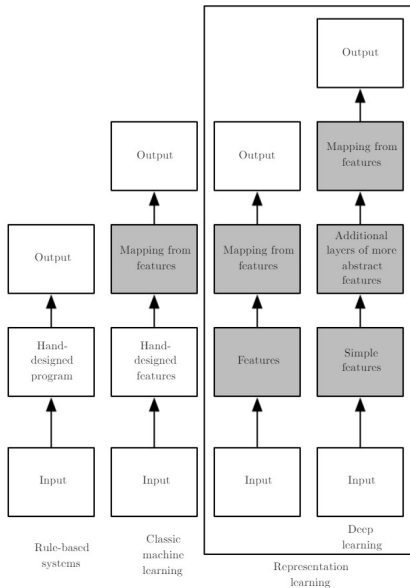 Output
Mapping from
features
Additional
layers of more
abstract
features
Simple
features
Input
Deep
learning
Output
Mapping from
features
Features
Input
Representation
learning
Output
Mapping from
features
Hand-
designed
features
Input
Classic
machine
learning
Output
Hand-
designed
program
Input
Rule-based
systems